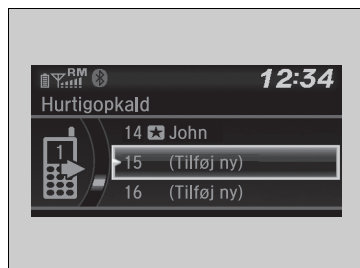 RM 12:34
Hurtigopkald
14 John
1
15 (Tilføj ny)
16 (Tilføj ny)